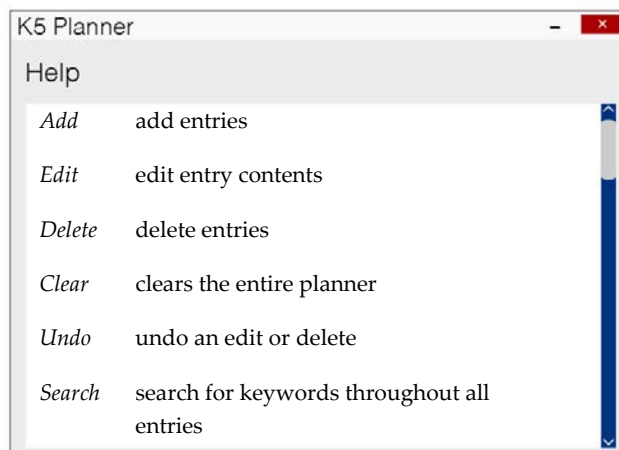 K5 Planner
Help
Add add entries
Edit edit entry contents
Delete delete entries
Clear clears the entire planner
Undo undo an edit or delete
Search search for keywords throughout all
entries